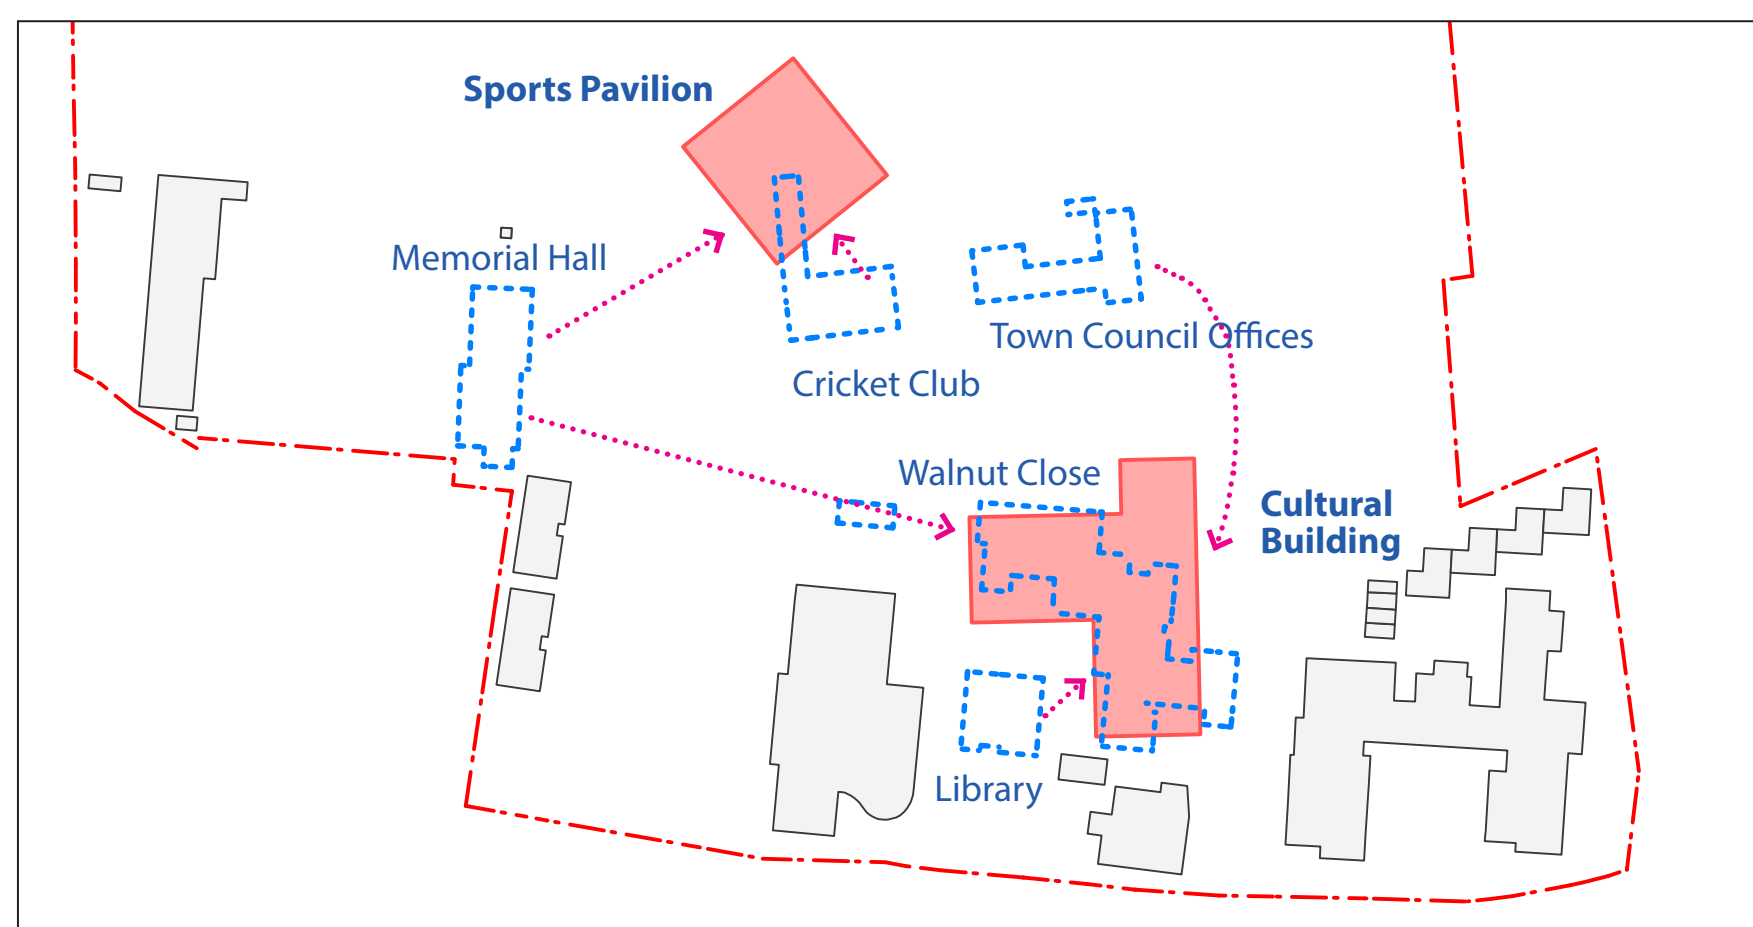 Sports Pavilion
Memorial Hall
Town Council Offices
Cricket Club
Walnut Close
Cultural
Building
Library